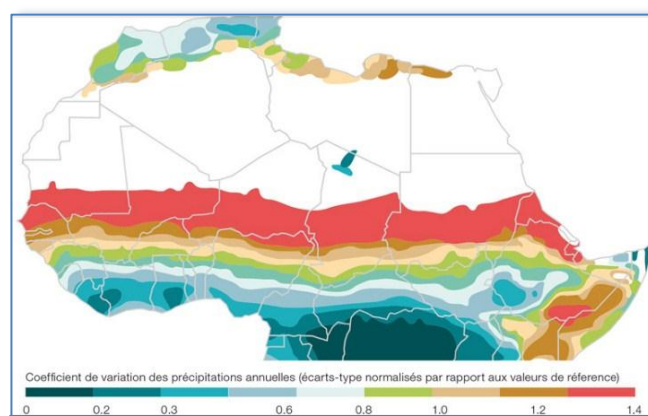 Coefficient de variation des précipitations annuelles (écarts-type normalisés par rapport aux valeurs de réference)
0 0.2 0.3 0.6 0.8 1.0 1.2 1.4